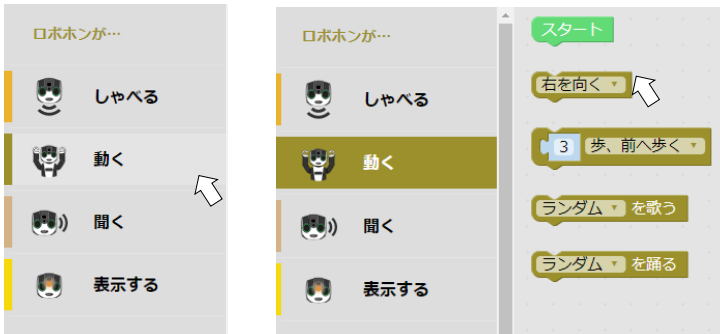 ロボホンが…
しゃべる
動く
聞く
表示する
ロボホンが…
しゃべる
動く
聞く
表示する
スタート
右を向く
3 歩、前へ歩く
ランダム を歌う
ランダム を踊る